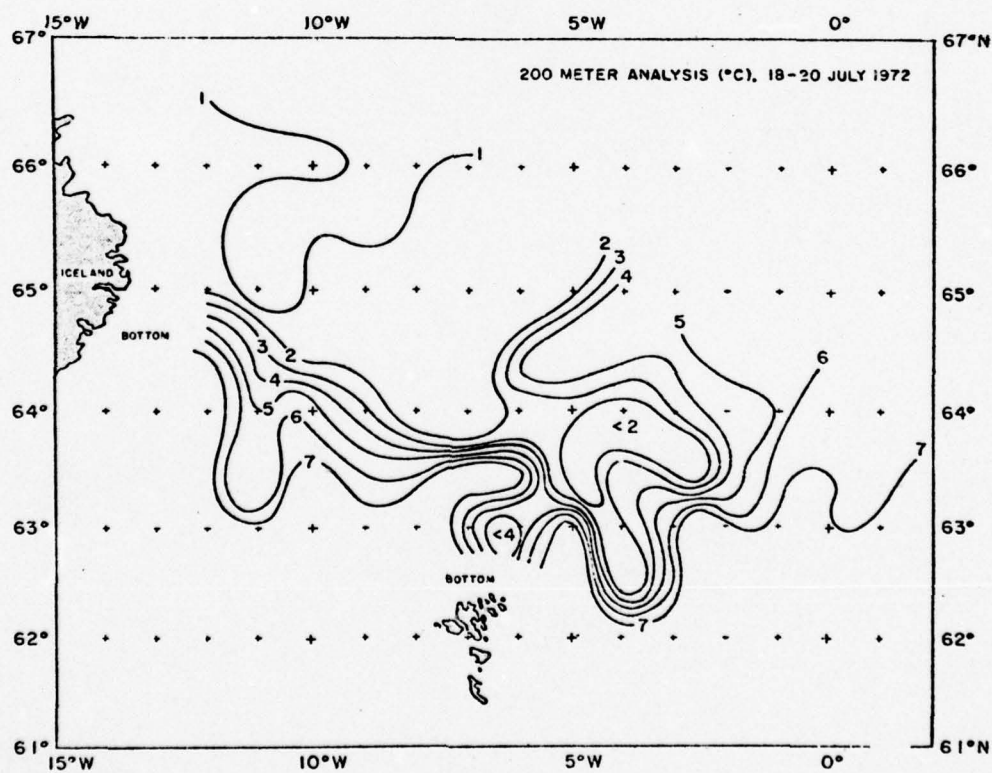 15°W 10°W 5°W 0°
67° 67°N
200 METER ANALYSIS (°C), 18-20 JULY 1972
1
1
66° 66°N
2
3
4
ICELAND
65° 65°N
5
BOTTOM
3 2
6
4
64° 5 64°N
6 <2
7 7
63° <4 63°N
BOTTOM
7
62° 62°N
61° 61°N
15°W 10°W 5°W 0°